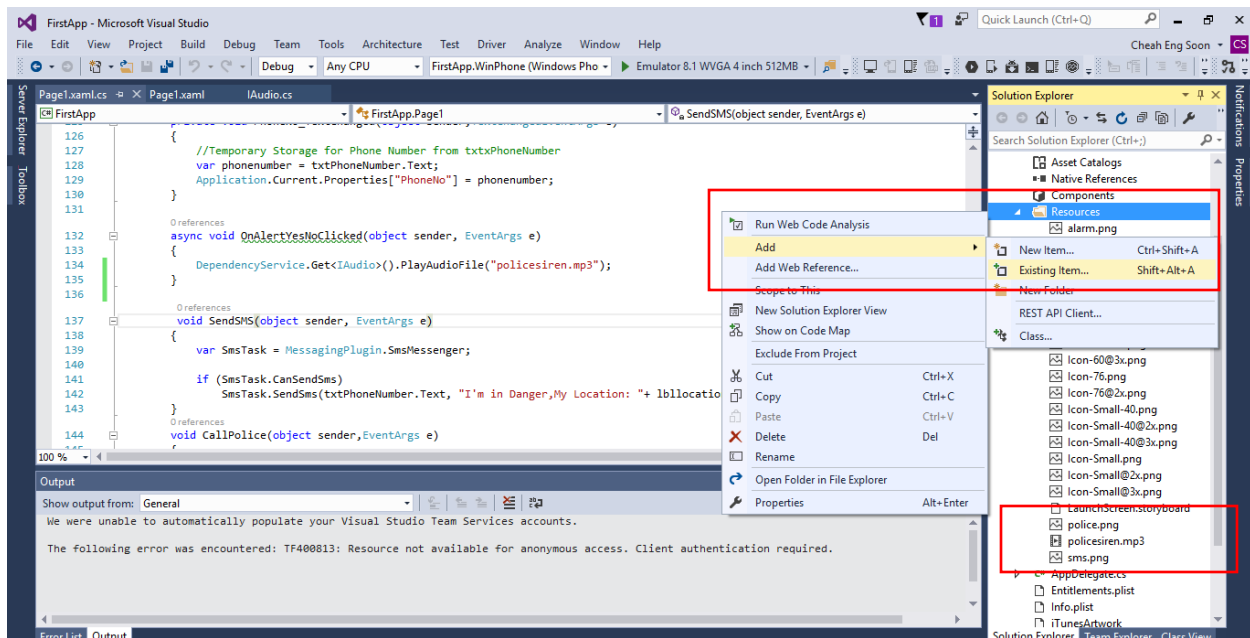 FirstApp - Microsoft Visual Studio
1
Quick Launch (Ctrl+Q)
File Edit View Project Build Debug Team Tools Architecture Test Driver Analyze Window Help
Cheah Eng Soon
CS
Debug Any CPU FirstApp.WinPhone (Windows Pho Emulator 8.1 WVGA 4 inch 512MB
Server Explorer
Toolbox
Page1.xaml.cs Page1.xaml IAudio.cs
FirstApp FirstApp.Page1 SendSMS(object sender, EventArgs e)
126 {
127 //Temporary Storage for Phone Number from txtxPhoneNumber
128 var phonenumber = txtPhoneNumber.Text;
129 Application.Current.Properties["PhoneNo"] = phonenumber;
130 }
131
0 references
132 async void OnAlertYesNoClicked(object sender, EventArgs e)
133 {
134 DependencyService.Get<IAudio>().PlayAudioFile("policesiren.mp3");
135 }
136
0 references
137 void SendSMS(object sender, EventArgs e)
138 {
139 var SmsTask = MessagingPlugin.SmsMessenger;
140
141 if (SmsTask.CanSendSms)
142 SmsTask.SendSms(txtPhoneNumber.Text, "I'm in Danger,My Location: "+ lbllocatio
143 }
0 references
144 void CallPolice(object sender,EventArgs e)
100 %
Output
Show output from: General
We were unable to automatically populate your Visual Studio Team Services accounts.
The following error was encountered: TF400813: Resource not available for anonymous access. Client authentication required.
Error List Output
Run Web Code Analysis
Add
Add Web Reference...
Scope to This
New Solution Explorer View
Show on Code Map
Exclude From Project
Cut Ctrl+X
Copy Ctrl+C
Paste Ctrl+V
Delete Del
Rename
Open Folder in File Explorer
Properties Alt+Enter
New Item... Ctrl+Shift+A
Existing Item... Shift+Alt+A
New Folder
REST API Client...
Class...
Solution Explorer
Search Solution Explorer (Ctrl+;)
Asset Catalogs
Native References
Components
Resources
alarm.png
Icon-60@3x.png
Icon-76.png
Icon-76@2x.png
Icon-Small-40.png
Icon-Small-40@2x.png
Icon-Small-40@3x.png
Icon-Small.png
Icon-Small@2x.png
Icon-Small@3x.png
LaunchScreen.storyboard
police.png
policesiren.mp3
sms.png
AppDelegate.cs
Entitlements.plist
Info.plist
iTunesArtwork
Solution Explorer Team Explorer Class View
Notifications
Properties